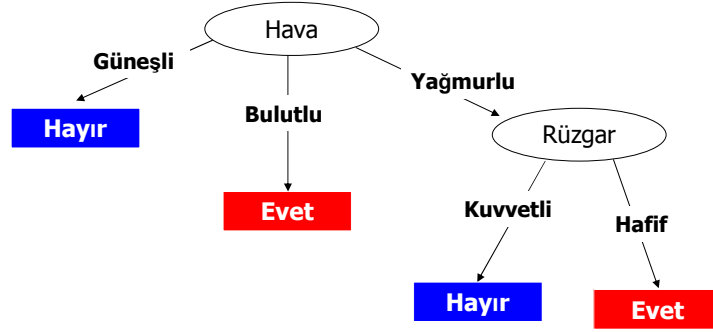 Hava
Güneşli
Yağmurlu
Bulutlu
Hayır
Rüzgar
Evet
Kuvvetli
Hafif
Hayır
Evet